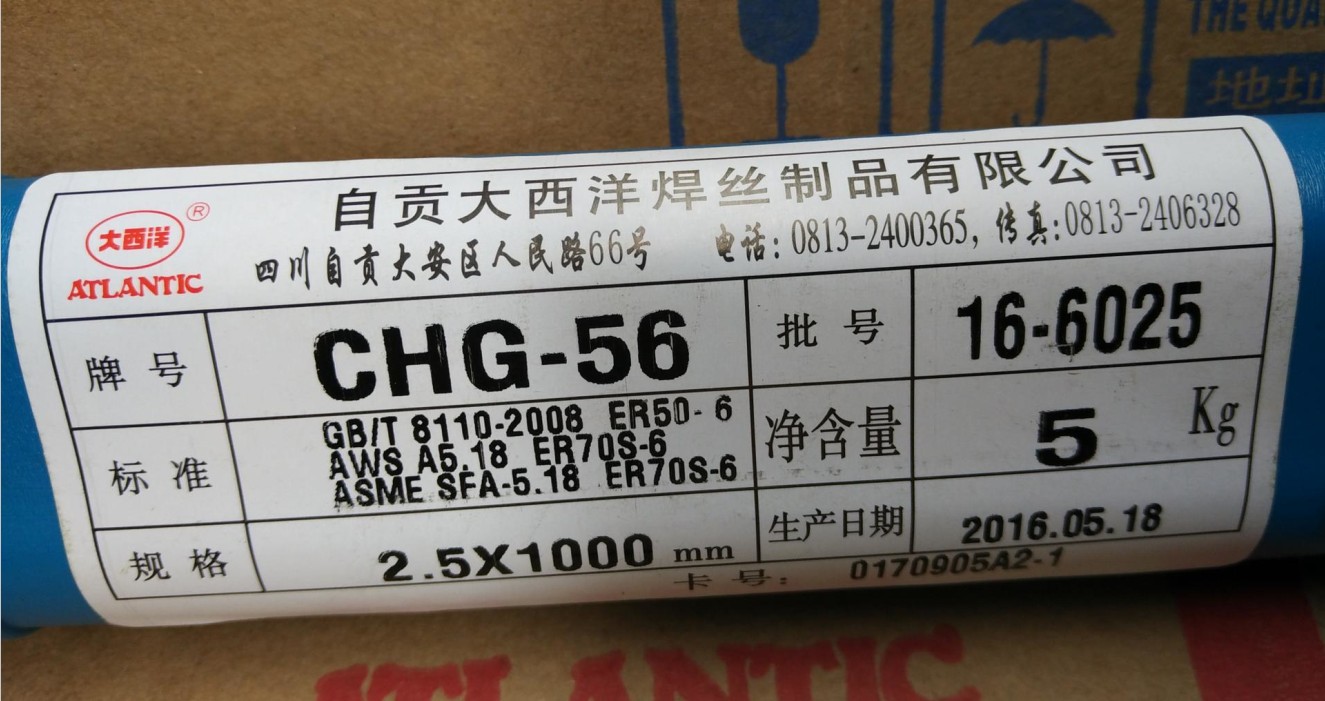 THE QUA
地址
大西洋®
ATLANTIC
自贡大西洋焊丝制品有限公司
四川自贡大安区人民路66号 电话: 0813-2400365, 传真:0813-2406328
牌号 CHG-56 批号 16-6025
标准 GB/T 8110-2008 ER50-6
AWS A5.18 ER70S-6
ASME SFA-5.18 ER70S-6
净含量 5 Kg
规格 2.5X1000 mm 生产日期 2016.05.18
卡号: 0170905A2-1
ATLANTIC